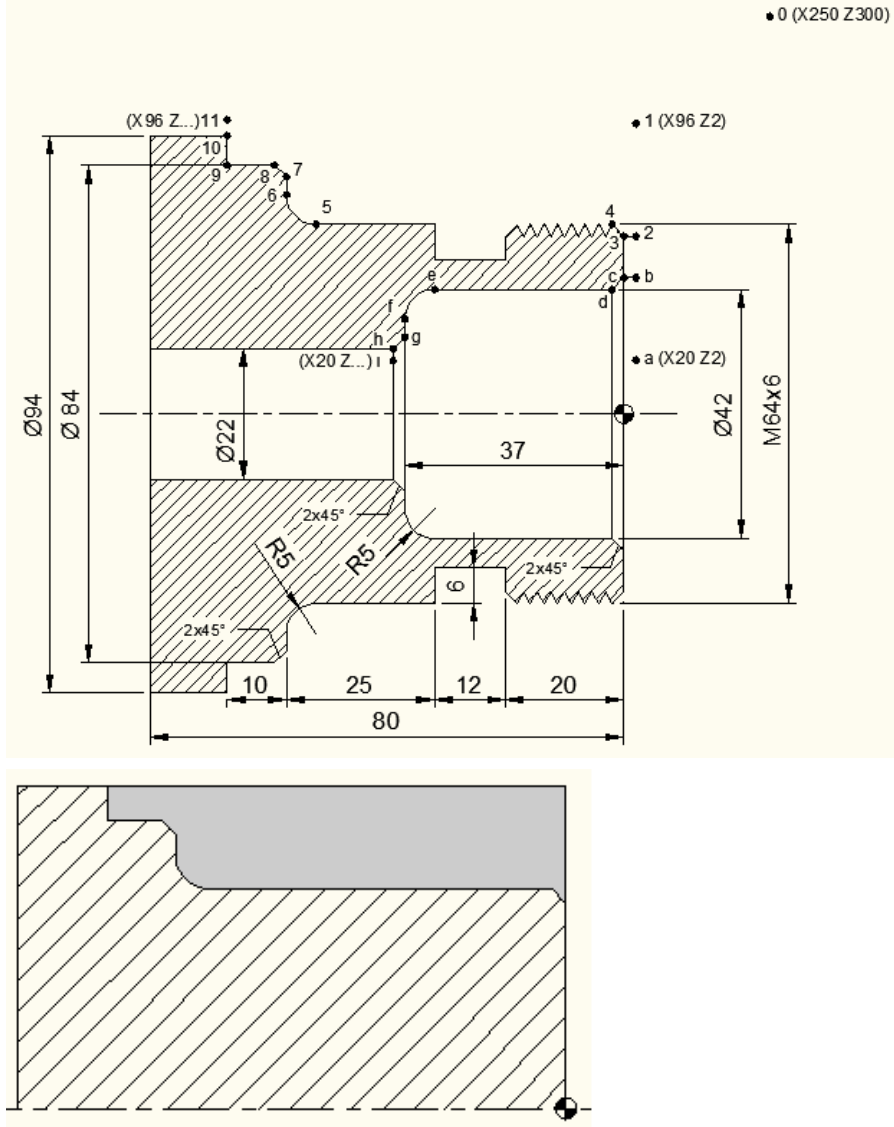 0 (X250 Z300)
(X96 Z...)11
1 (X96 Z2)
10
9
8
7
6
5
4
3
2
e
c
b
d
f
h
g
(X20 Z...) i
a (X20 Z2)
Ø94
Ø 84
Ø22
37
Ø42
M64x6
2x45°
R5
R5
6
2x45°
2x45°
10
25
12
20
80